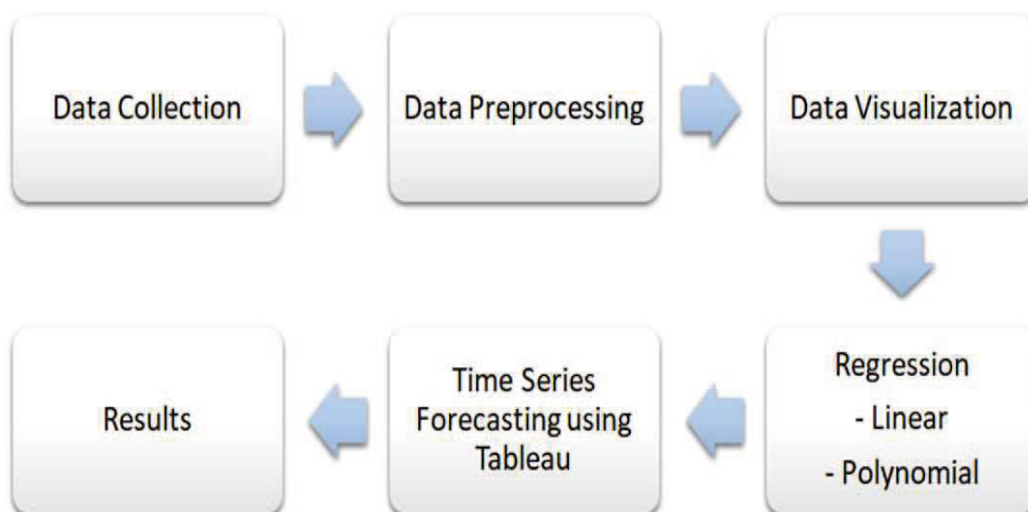 Data Collection
Data Preprocessing
Data Visualization
Regression
- Linear
- Polynomial
Time Series
Forecasting using
Tableau
Results